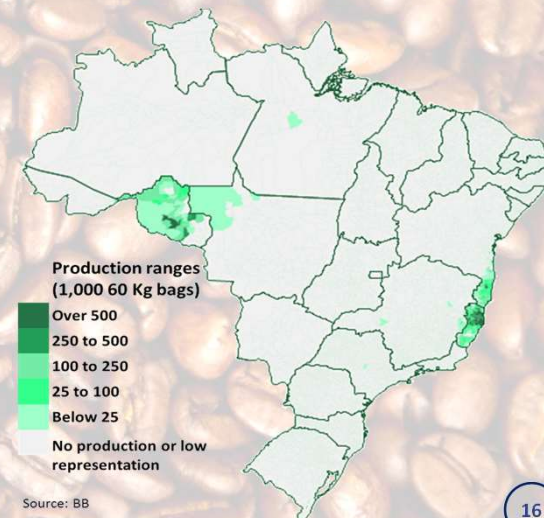 Production ranges
(1,000 60 Kg bags)
Over 500
250 to 500
100 to 250
25 to 100
Below 25
No production or low
representation
Source: BB
16